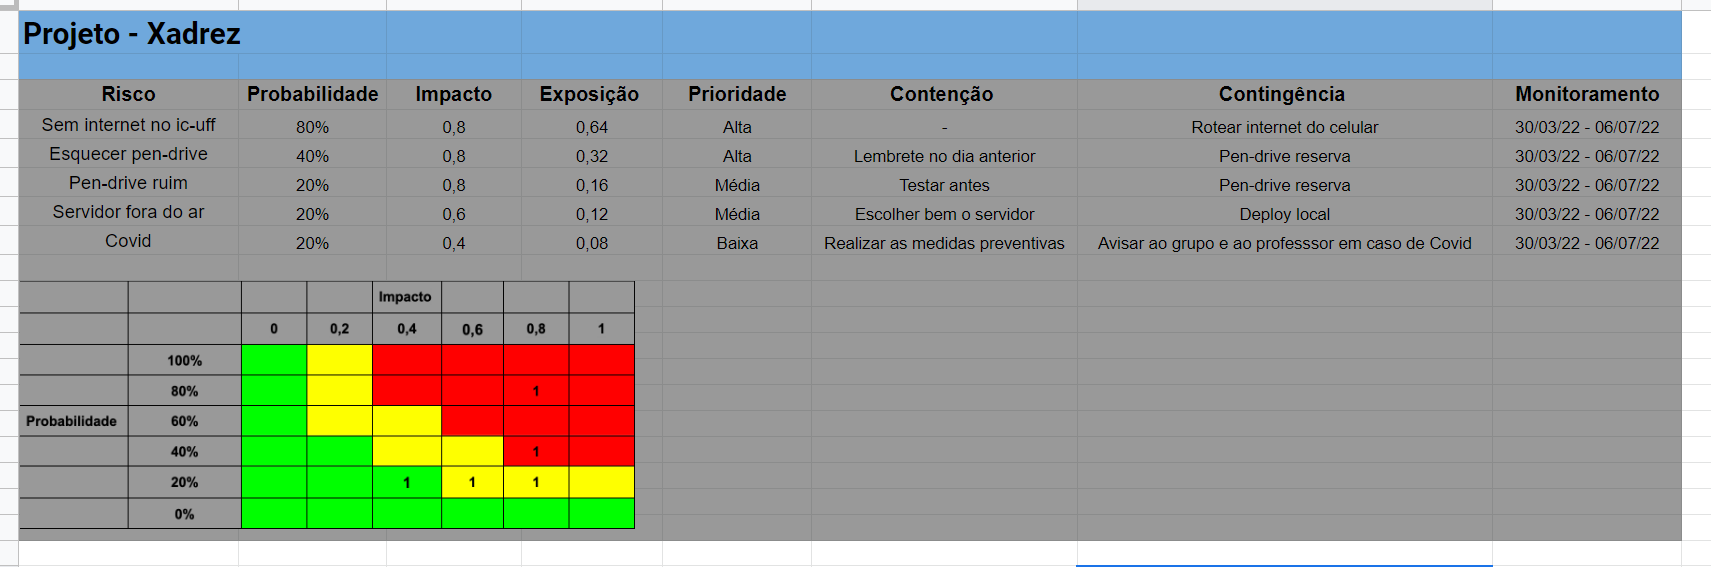 Projeto - Xadrez
Risco Probabilidade Impacto Exposição Prioridade Contenção Contingência Monitoramento
Sem internet no ic-uff 80% 0,8 0,64 Alta - Rotear internet do celular 30/03/22 - 06/07/22
Esquecer pen-drive 40% 0,8 0,32 Alta Lembrete no dia anterior Pen-drive reserva 30/03/22 - 06/07/22
Pen-drive ruim 20% 0,8 0,16 Média Testar antes Pen-drive reserva 30/03/22 - 06/07/22
Servidor fora do ar 20% 0,6 0,12 Média Escolher bem o servidor Deploy local 30/03/22 - 06/07/22
Covid 20% 0,4 0,08 Baixa Realizar as medidas preventivas Avisar ao grupo e ao professsor em caso de Covid 30/03/22 - 06/07/22
Impacto
0 0,2 0,4 0,6 0,8 1
100%
80% 1
Probabilidade 60%
40% 1
20% 1 1 1
0%